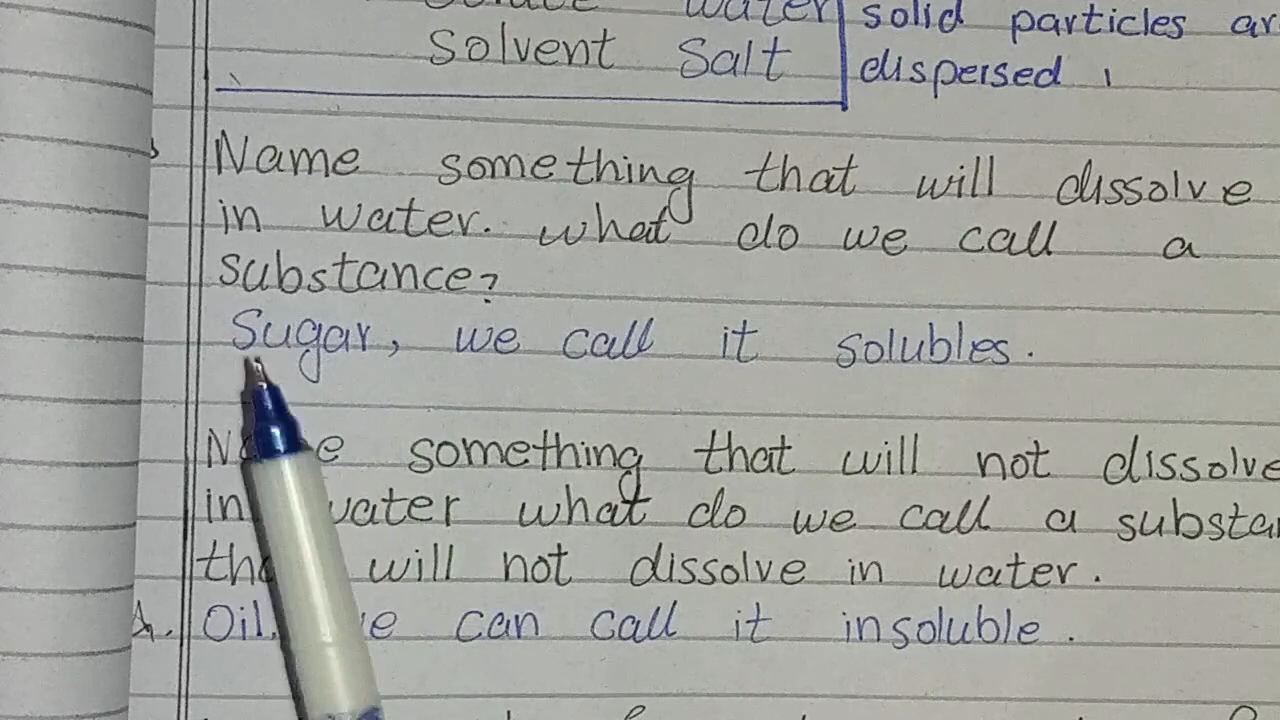 water solid particles
Solvent Salt dispersed
Name something that will dissolve
in water. what do we call a
substance?
Sugar, we call it solubles.
something that will not dissolve
in water what do we call a
will not dissolve in water.
Oil, can call it insoluble.